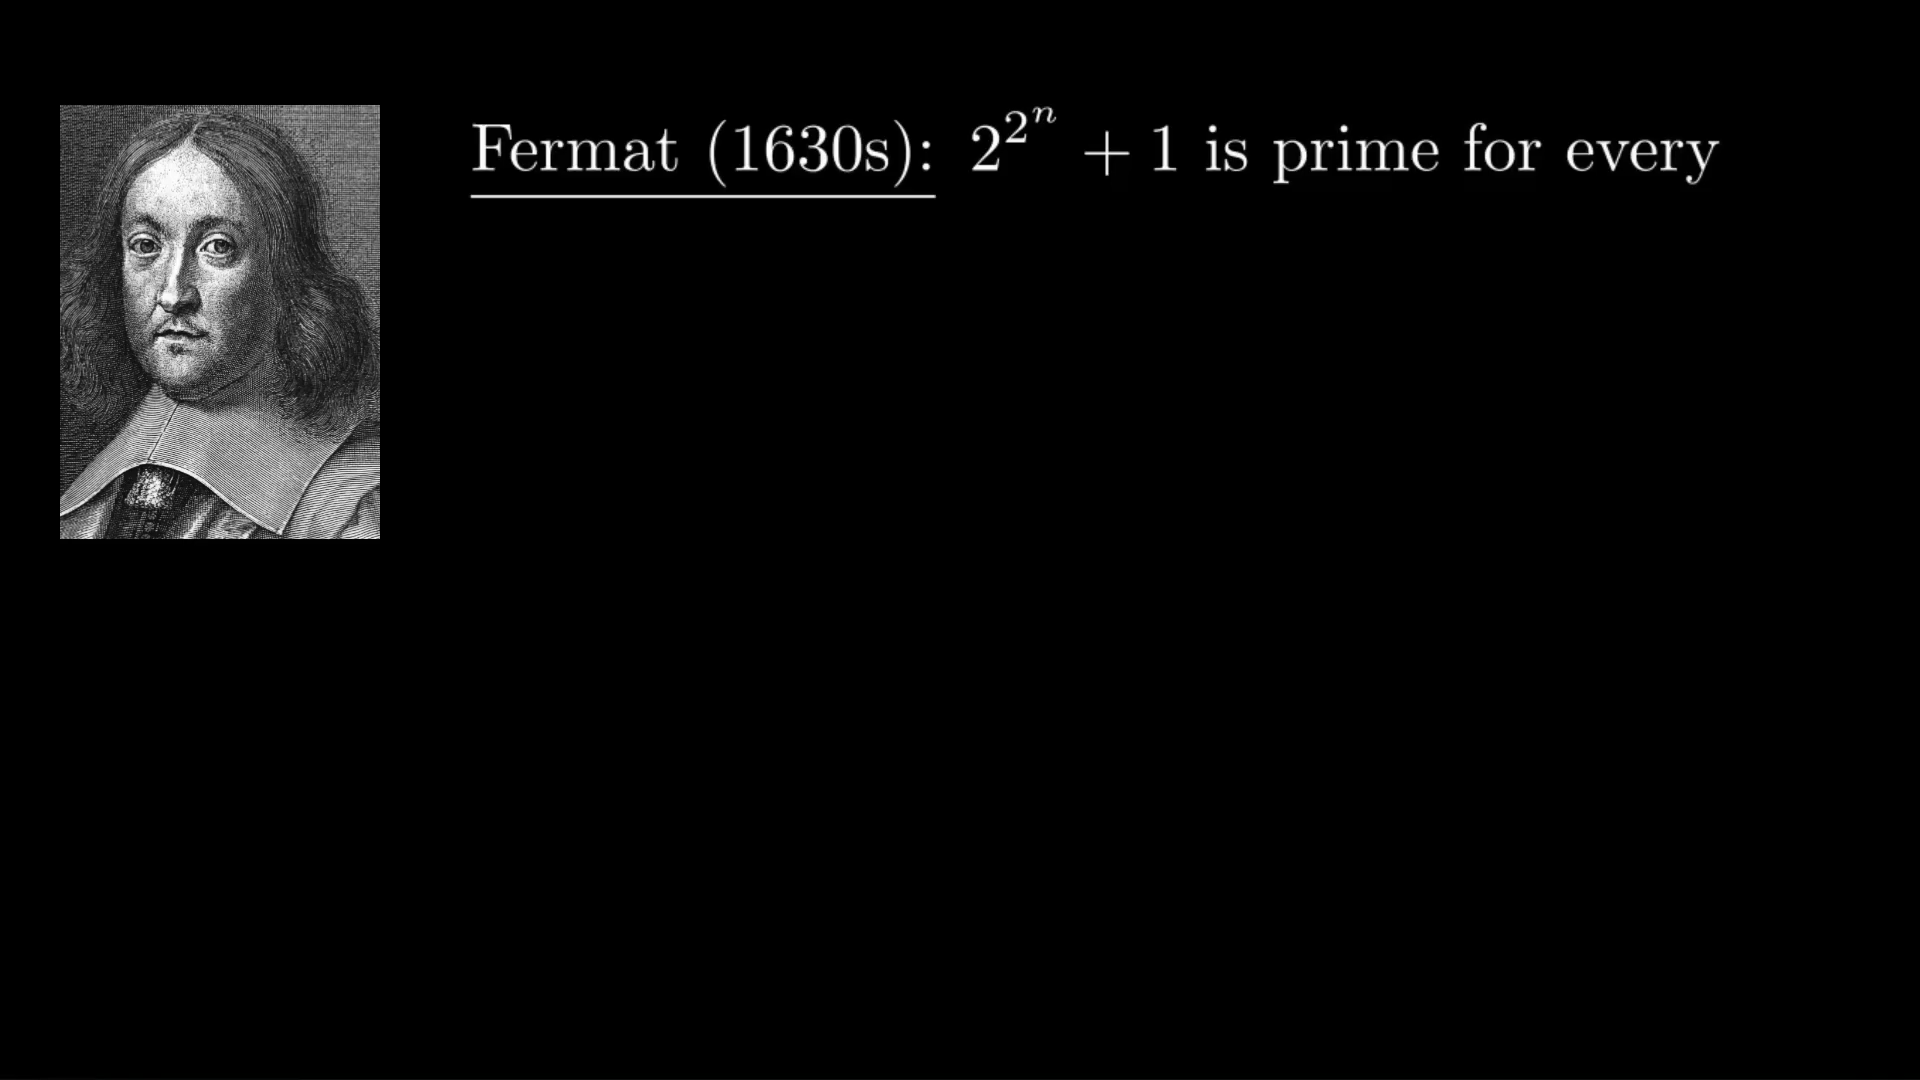 Fermat (1630s): $2^{2^n} + 1$ is prime for every